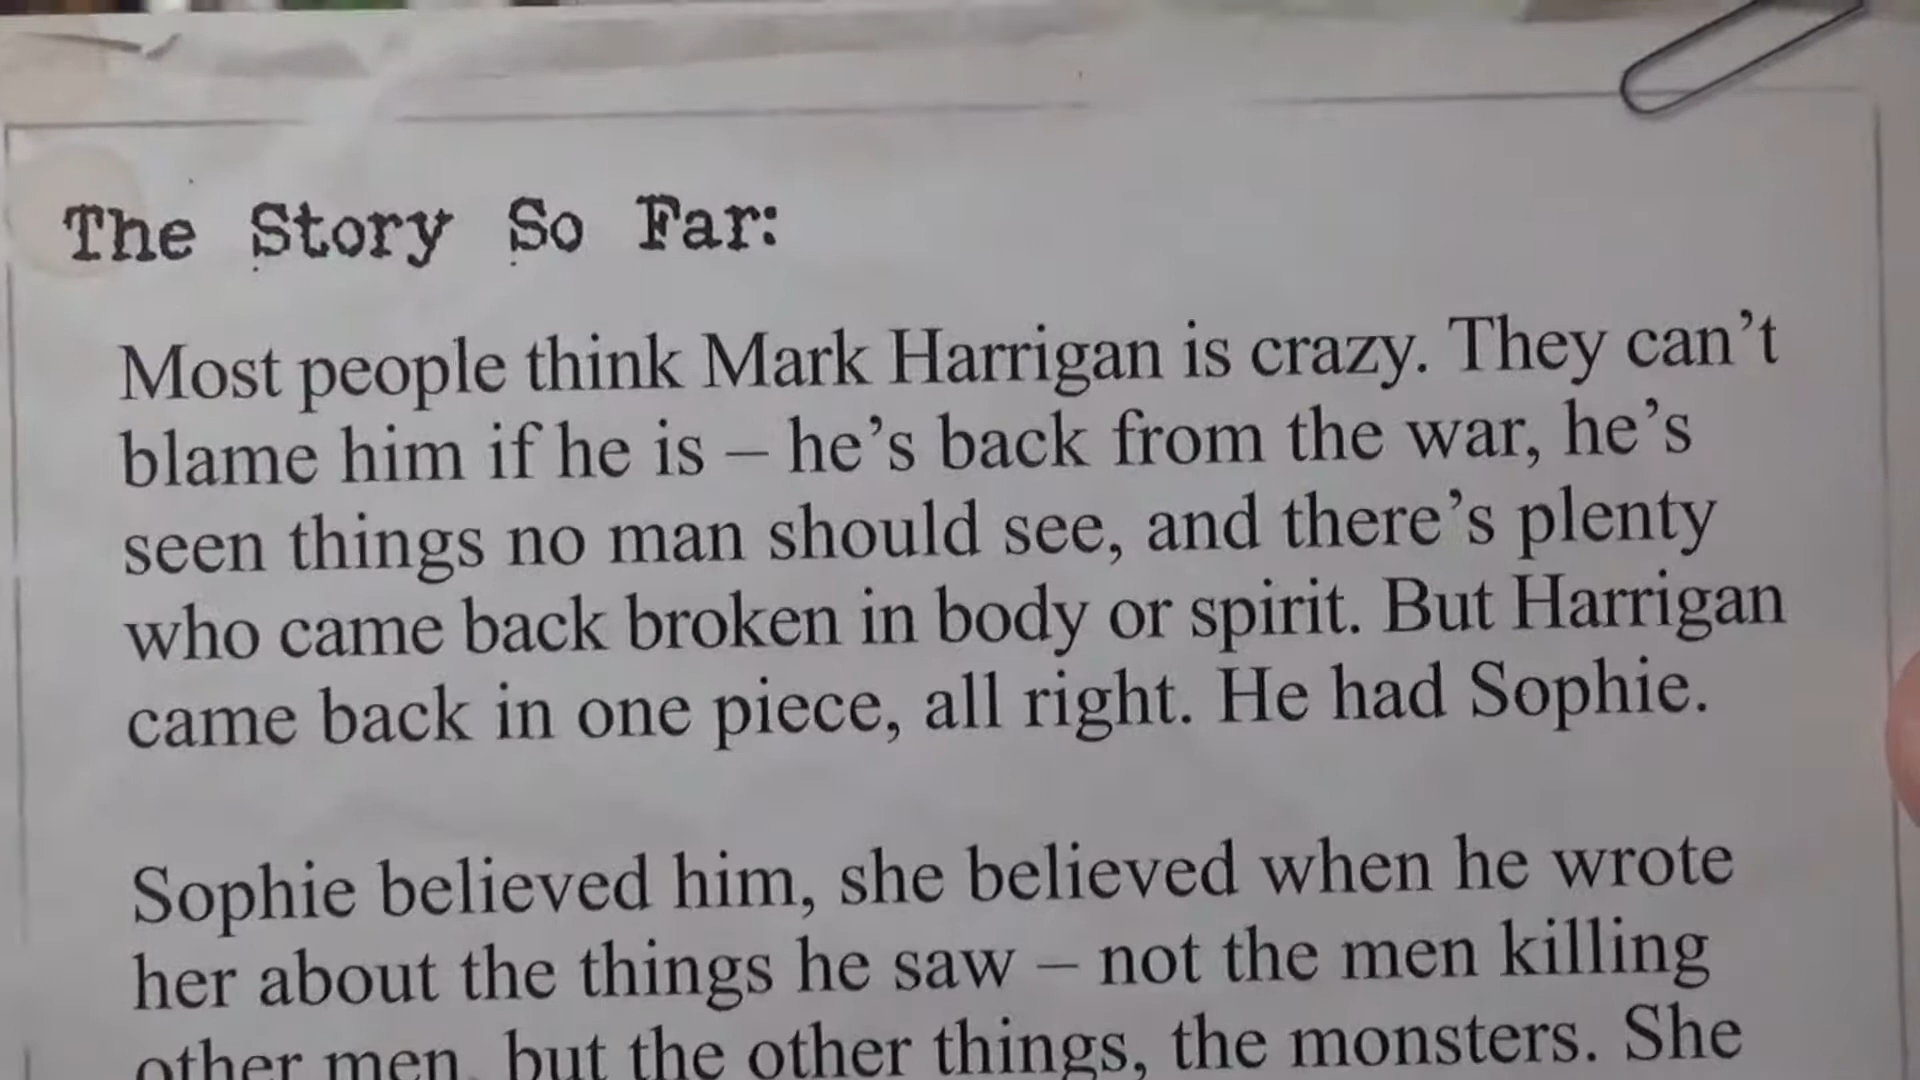 The Story So Far:
Most people think Mark Harrigan is crazy. They can’t
blame him if he is – he’s back from the war, he’s
seen things no man should see, and there’s plenty
who came back broken in body or spirit. But Harrigan
came back in one piece, all right. He had Sophie.
Sophie believed him, she believed when he wrote
her about the things he saw – not the men killing
other men, but the other things, the monsters. She